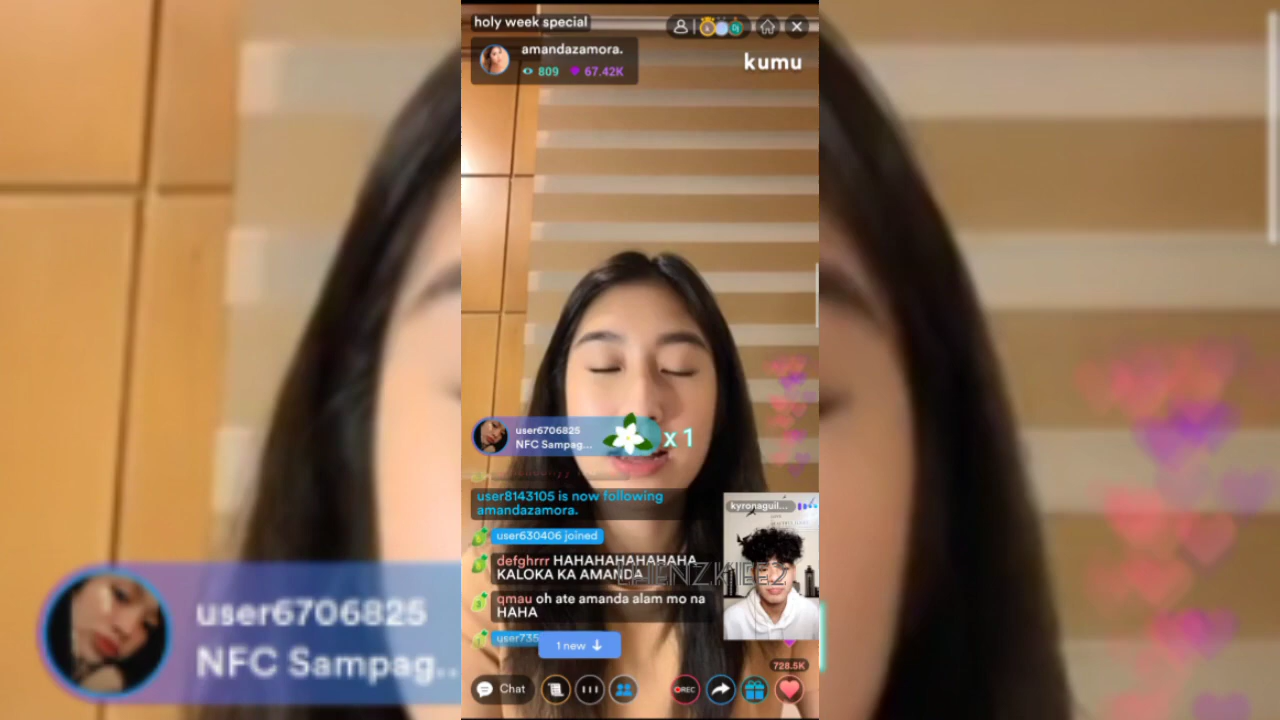 holy week special
amandazamora.
809 67.42K
kumu
user6706825
NFC Sampag...
x 1
user8143105 is now following
amandazamora.
kyronaguil...
user630406 joined
defghrrr HAHAHAHAHAHAHA
KALOKA KA AMANDA
qmau oh ate amanda alam mo na
HAHA
user735
1 new
728.5K
Chat
REC
user6706825
NFC Sampag..